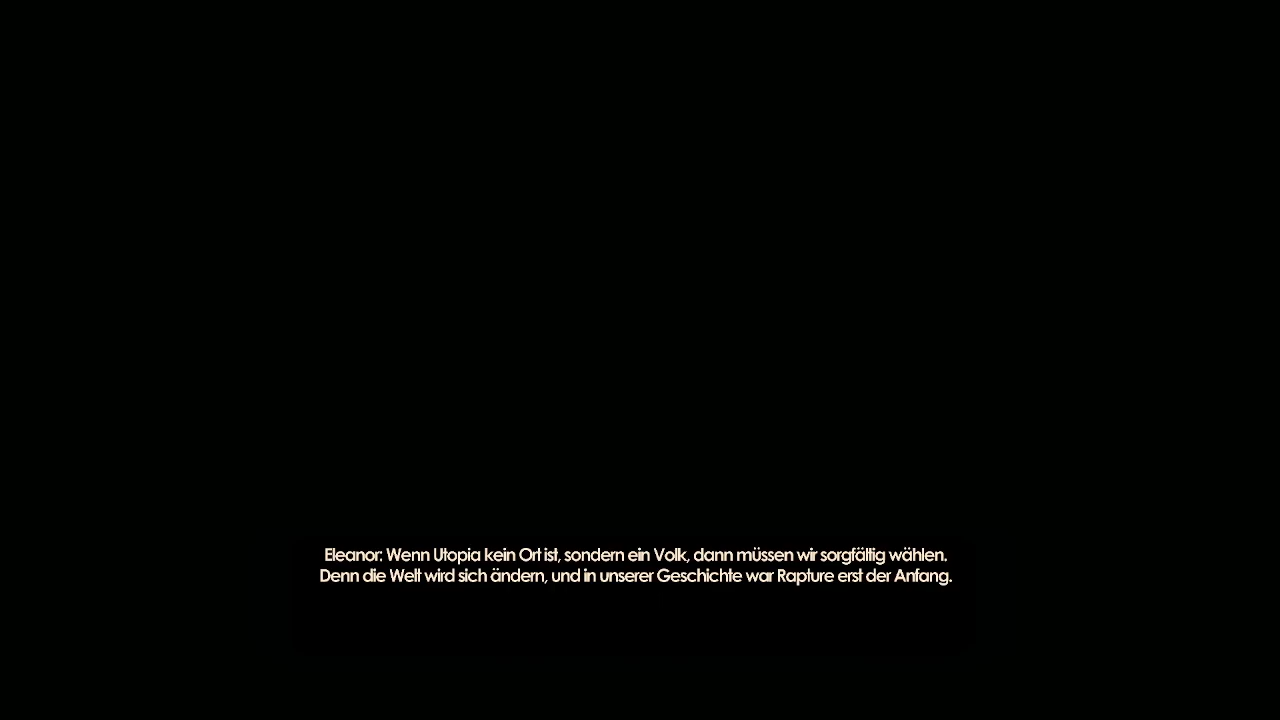 Eleanor: Wenn Utopia kein Ort ist, sondern ein Volk, dann müssen wir sorgfältig wählen.
Denn die Welt wird sich ändern, und in unserer Geschichte war Rapture erst der Anfang.